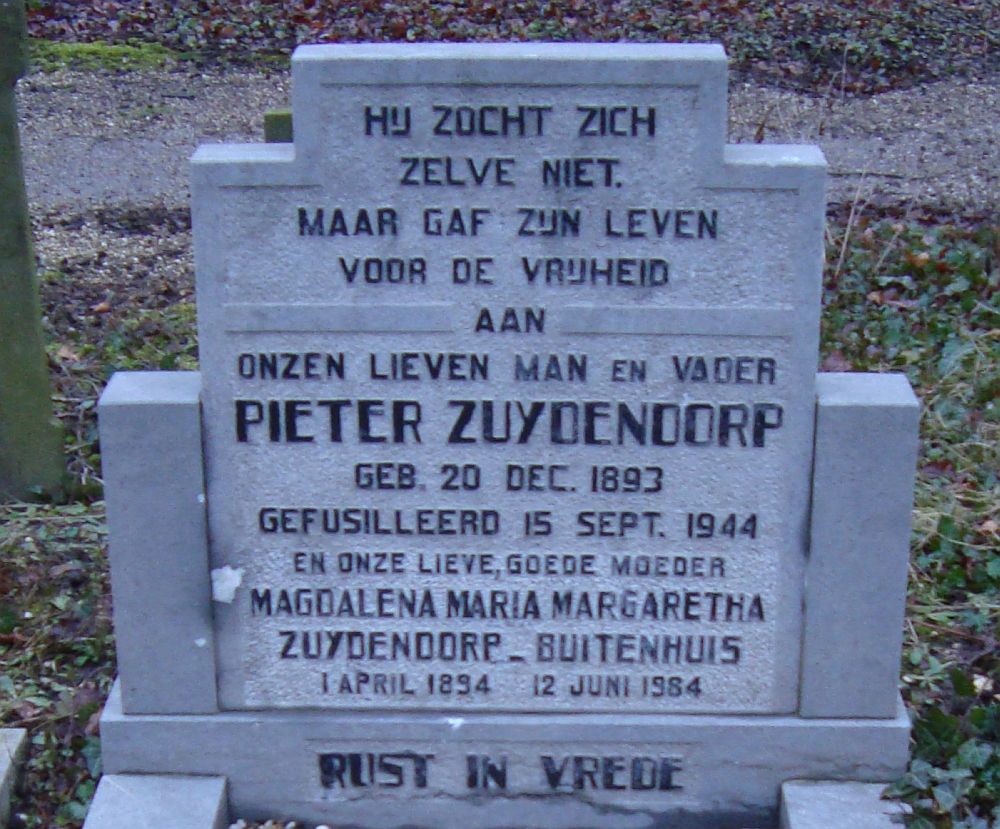 HIJ ZOCHT ZICH
ZELVE NIET.
MAAR GAF ZIJN LEVEN
VOOR DE VRIJHEID
AAN
ONZEN LIEVEN MAN EN VADER
PIETER ZUYDENDORP
GEB. 20 DEC. 1893
GEFUSILLEERD 15 SEPT. 1944
EN ONZE LIEVE, GOEDE MOEDER
MAGDALENA MARIA MARGARETHA
ZUYDENDORP - BUITENHUIS
1 APRIL 1894 12 JUNI 1984
RUST IN VREDE